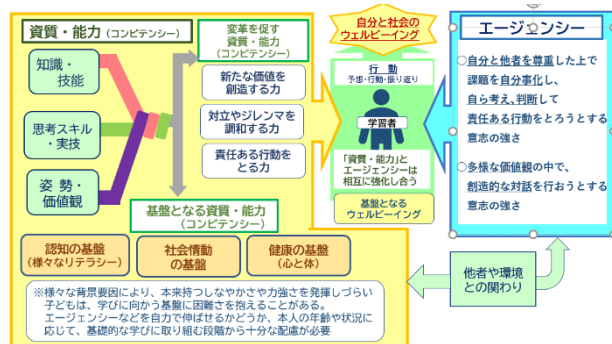 資質・能力（コンピテンシー）
知識・
技能
思考スキル
・実技
姿 勢・
価値観
変革を促す
資質・能力
（コンピテンシー）
新たな価値を
創造する力
対立やジレンマを
調和する力
責任ある行動を
とる力
基盤となる資質・能力
（コンピテンシー）
認知の基盤
（様々なリテラシー）
社会情動
の基盤
健康の基盤
（心と体）
※様々な背景要因により、本来持つしなやかさや力強さを発揮しづらい
子どもは、学びに向かう基盤に困難さを抱えることがある。
エージェンシーなどを自力で伸ばせるかどうか、本人の年齢や状況に
応じて、基礎的な学びに取り組む段階から十分な配慮が必要
自分と社会の
ウェルビーイング
行 動
予想・行動・振り返り
学習者
「資質・能力」と
エージェンシーは
相互に強化し合う
基盤となる
ウェルビーイング
エージェンシー
○自分と他者を尊重した上で
課題を自分事化し、
自ら考え、判断して
責任ある行動をとろうとする
意志の強さ
○多様な価値観の中で、
創造的な対話を行おうとする
意志の強さ
他者や環境
との関わり